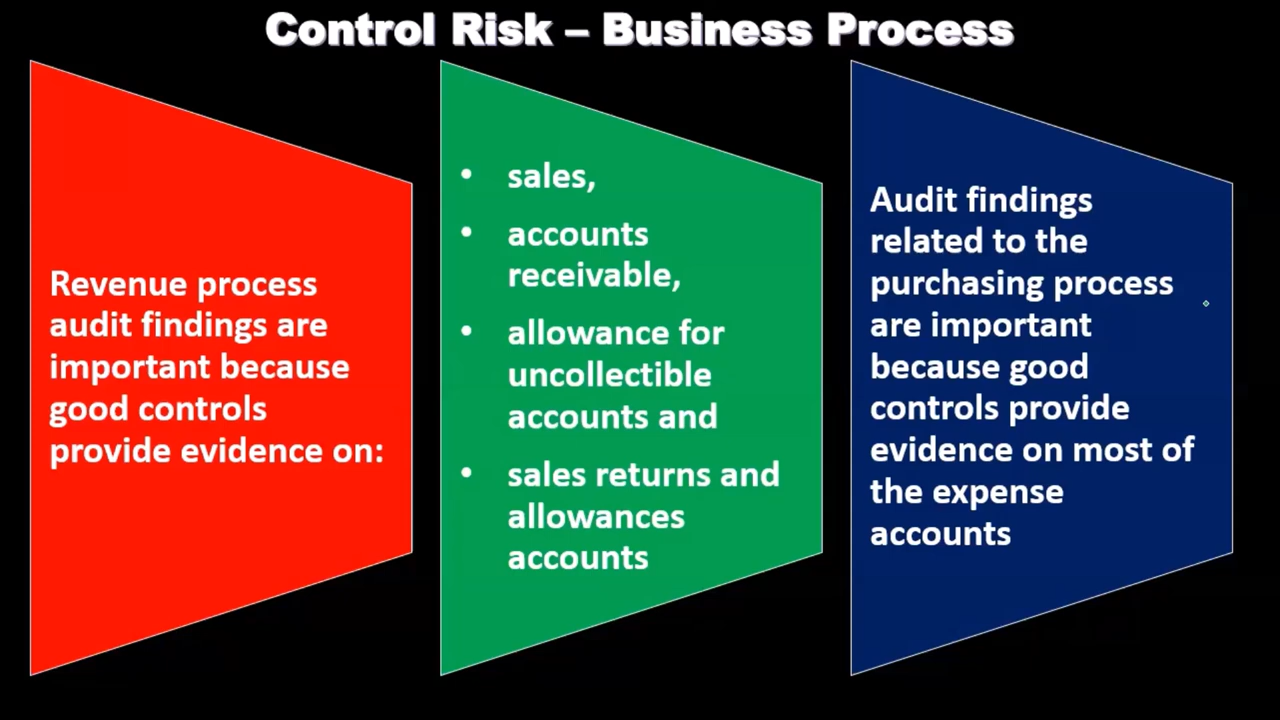 Control Risk – Business Process
Revenue process
audit findings are
important because
good controls
provide evidence on:
• sales,
• accounts
receivable,
• allowance for
uncollectible
accounts and
• sales returns and
allowances
accounts
Audit findings
related to the
purchasing process
are important
because good
controls provide
evidence on most of
the expense
accounts